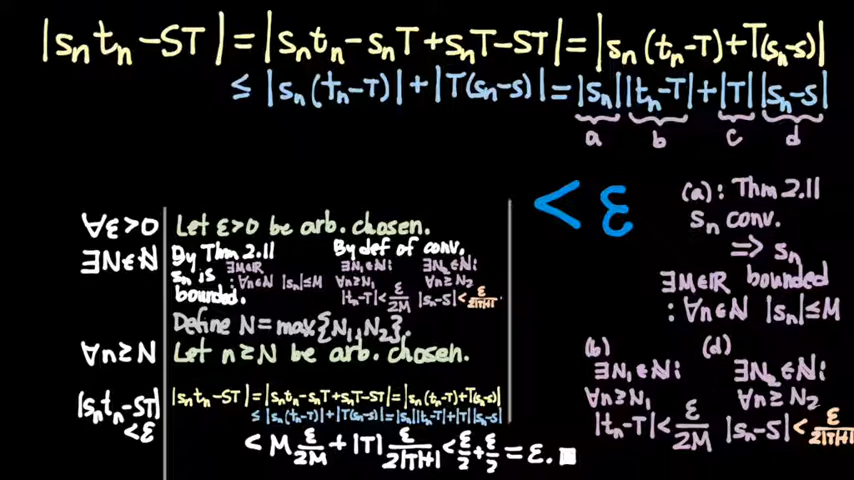 |sₙtₙ-ST| = |sₙtₙ-sₙT+sₙT-ST| = |sₙ(tₙ-T)+T(sₙ-s)|
≤ |sₙ(tₙ-T)|+|T(sₙ-s)| = |sₙ||tₙ-T|+|T||sₙ-S|
a b c d
< ε
(a): Thm 2.11
sₙ conv.
⇒ sₙ
bounded
∃M∈ℝ
: ∀n∈ℕ |sₙ|≤M
(b) (d)
∃N₁∈ℕ: ∃N₂∈ℕ:
∀n≥N₁ ∀n≥N₂
|tₙ-T|<ε/2M |sₙ-S|<ε/2|T|+1
∀ε>0 Let ε>0 be arb. chosen.
∃N∈ℕ By Thm 2.11 By def of conv.
sₙ is ∃M∈ℝ ∃N₁∈ℕ: ∃N₂∈ℕ:
bounded. : ∀n∈ℕ |sₙ|≤M ∀n≥N₁ ∀n≥N₂
|tₙ-T|<ε/2M |sₙ-S|<ε/2|T|+1
Define N=max{N₁,N₂}.
∀n≥N Let n≥N be arb. chosen.
|sₙtₙ-ST| |sₙtₙ-ST| = |sₙtₙ-sₙT+sₙT-ST| = |sₙ(tₙ-T)+T(sₙ-s)|
<ε ≤ |sₙ(tₙ-T)|+|T(sₙ-s)| = |sₙ||tₙ-T|+|T||sₙ-S|
< M ε/2M + |T| ε/2|T|+1 < ε/2 + ε/2 = ε. ■